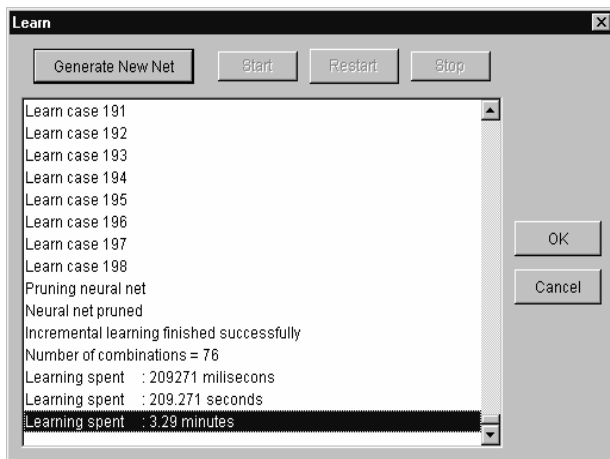 Learn
Generate New Net Start Restart Stop
Learn case 191
Learn case 192
Learn case 193
Learn case 194
Learn case 195
Learn case 196
Learn case 197
Learn case 198
Pruning neural net
Neural net pruned
Incremental learning finished successfully
Number of combinations = 76
Learning spent : 209271 milisecons
Learning spent : 209.271 seconds
Learning spent : 3.29 minutes
OK
Cancel